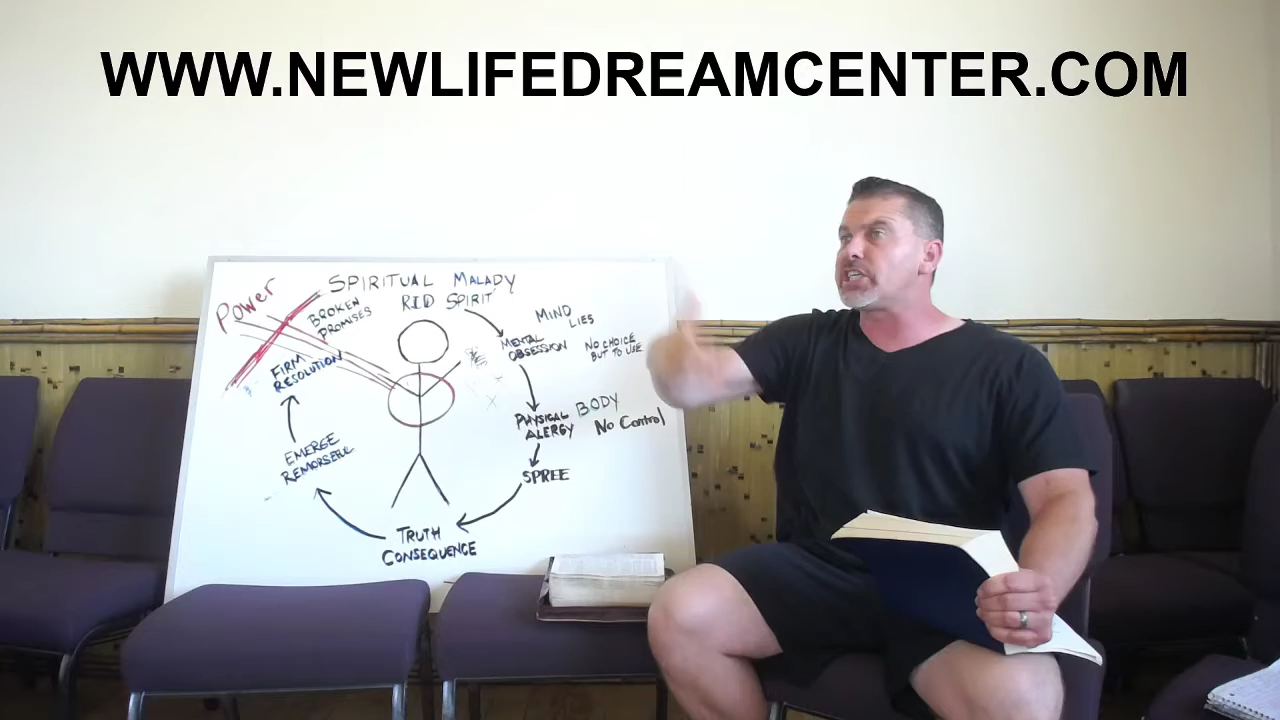 WWW.NEWLIFEDREAMCENTER.COM
Power
SPIRITUAL MALADY
RID SPIRIT
BROKEN
PROMISES
MIND
LIES
MENTAL
OBSESSION
NO CHOICE
BUT TO USE
FIRM
RESOLUTION
PHYSICAL
ALERGY
BODY
No Control
EMERGE
REMORSEFUL
SPREE
TRUTH
CONSEQUENCE